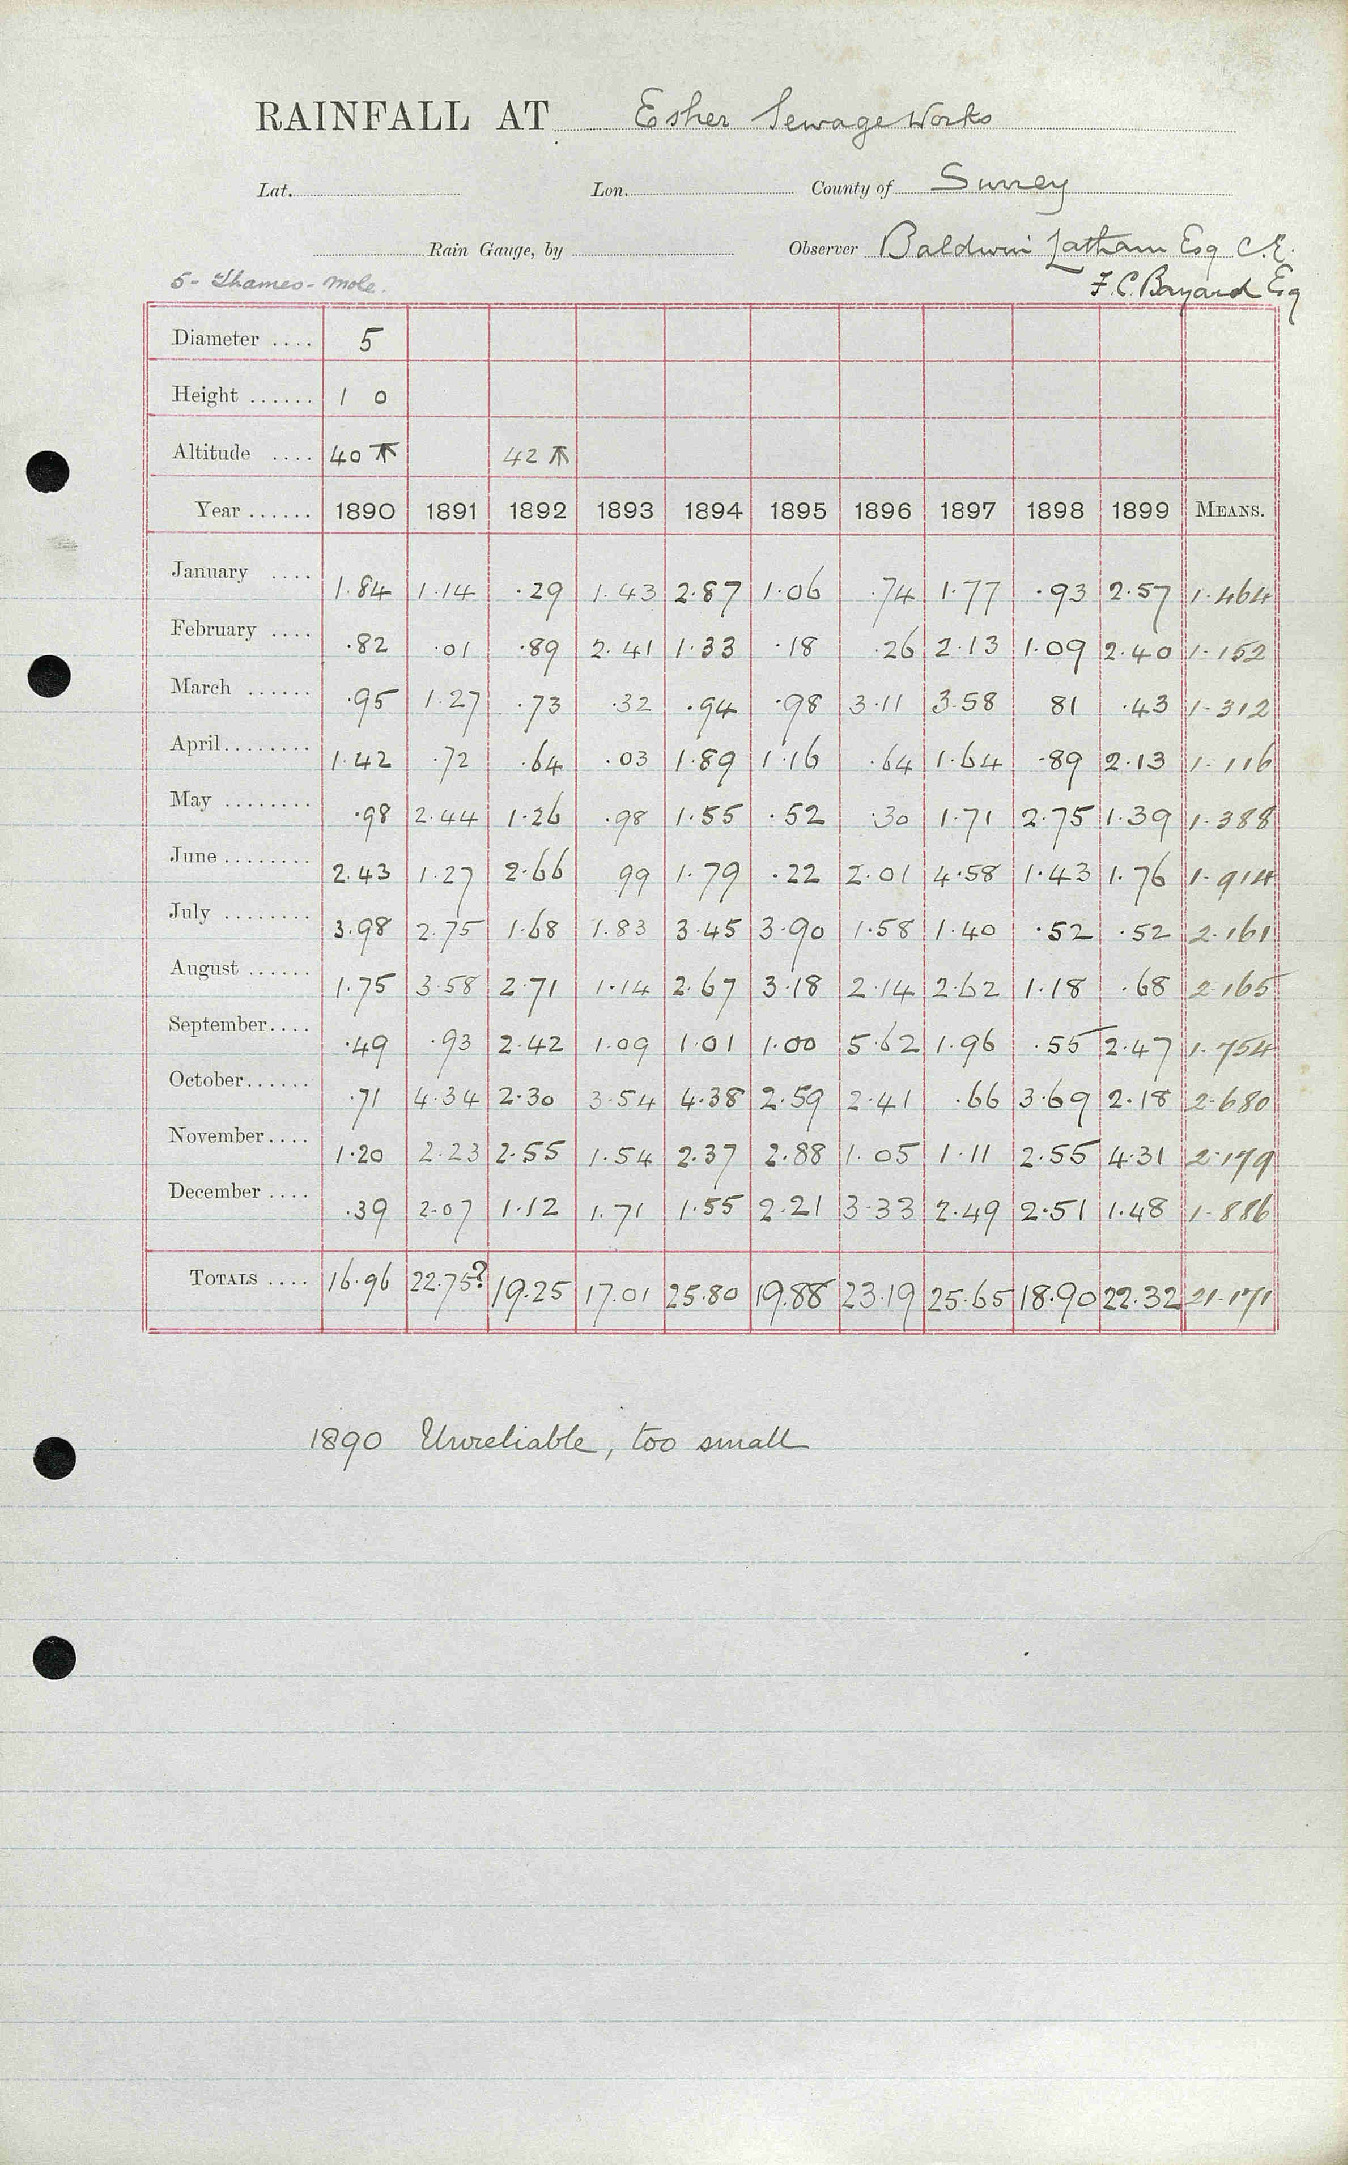 RAINFALL AT Esher Sewage Works
Lat. Lon. County of Surrey
Rain Gauge, by Observer Baldwin Latham Esq C.E.
5- Thames- Mole. F. C. Bayard Esq
Diameter .... 5
Height ...... 1 0
Altitude .... 40 42
Year ...... 1890 1891 1892 1893 1894 1895 1896 1897 1898 1899 MEANS.
January .... 1.84 1.14 .29 1.43 2.87 1.06 .74 1.77 .93 2.57 1.464
February .... .82 .01 .89 2.41 1.33 .18 .26 2.13 1.09 2.40 1.152
March ...... .95 1.27 .73 .32 .94 .98 3.11 3.58 81 .43 1.312
April........ 1.42 .72 .64 .03 1.89 1.16 .64 1.64 .89 2.13 1.116
May ........ .98 2.44 1.26 .98 1.55 .52 .30 1.71 2.75 1.39 1.388
June ........ 2.43 1.27 2.66 99 1.79 .22 2.01 4.58 1.43 1.76 1.914
July ........ 3.98 2.75 1.68 1.83 3.45 3.90 1.58 1.40 .52 .52 2.161
August ...... 1.75 3.58 2.71 1.14 2.67 3.18 2.14 2.62 1.18 .68 2.165
September.... .49 .93 2.42 1.09 1.01 1.00 5.62 1.96 .55 2.47 1.754
October...... .71 4.34 2.30 3.54 4.38 2.59 2.41 .66 3.69 2.18 2.680
November.... 1.20 2.23 2.55 1.54 2.37 2.88 1.05 1.11 2.55 4.31 2.179
December .... .39 2.07 1.12 1.71 1.55 2.21 3.33 2.49 2.51 1.48 1.886
TOTALS .... 16.96 22.75? 19.25 17.01 25.80 19.88 23.19 25.65 18.90 22.32 21.171
1890 Unreliable, too small